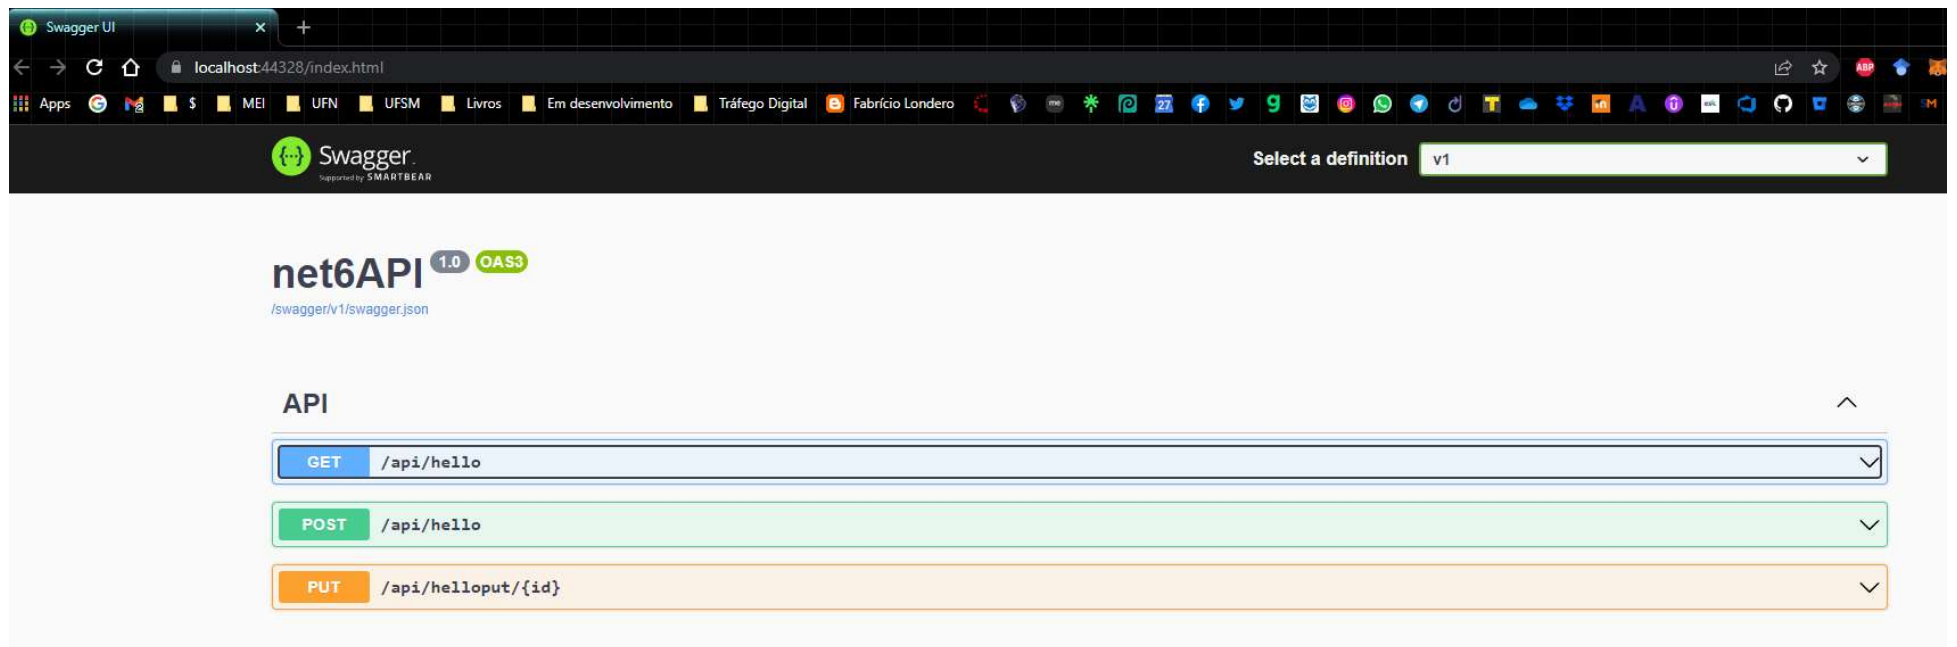 Swagger UI
localhost:44328/index.html
Apps $ MEI UFN UFSM Livros Em desenvolvimento Tráfego Digital Fabrício Londero
Swagger.
Supported by SMARTBEAR
Select a definition v1
net6API 1.0 OAS3
/swagger/v1/swagger.json
API
GET /api/hello
POST /api/hello
PUT /api/helloput/{id}